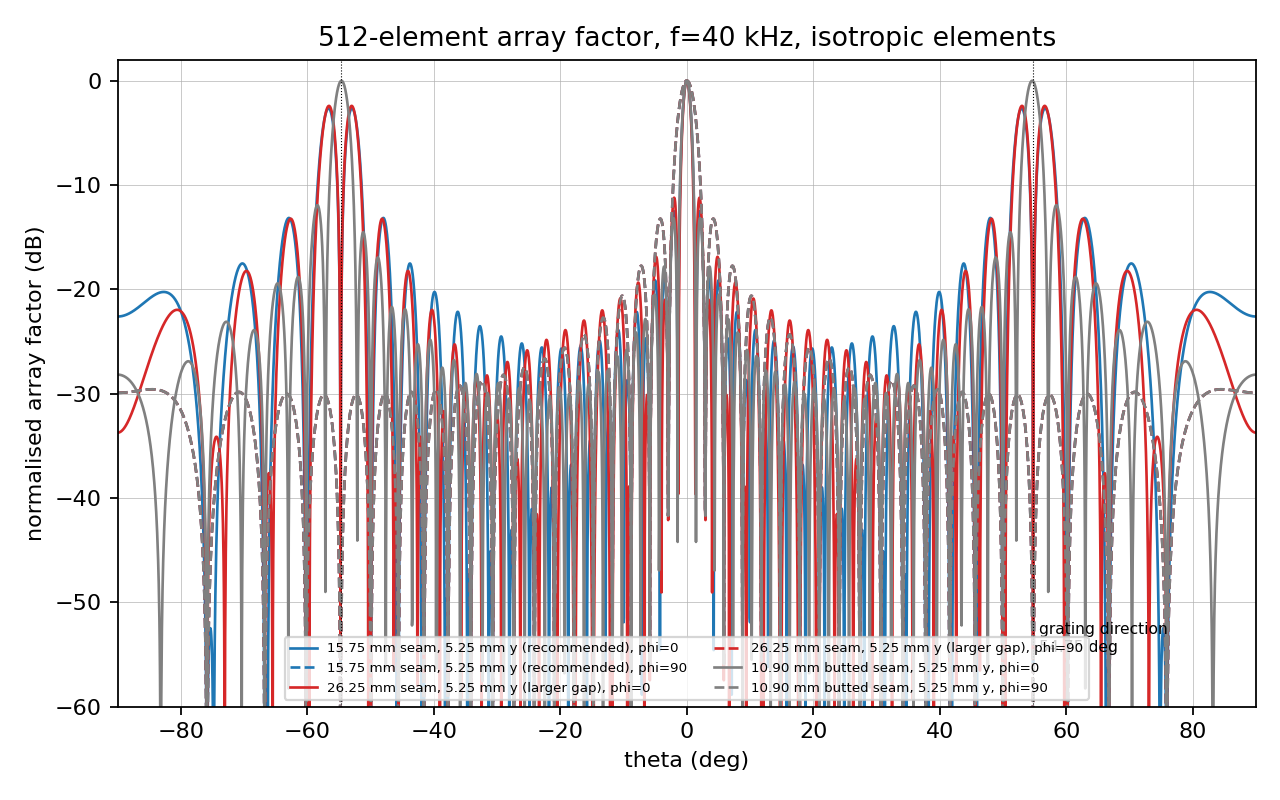 512-element array factor, f=40 kHz, isotropic elements
normalised array factor (dB)
0
−10
−20
−30
−40
−50
−60
grating direction
15.75 mm seam, 5.25 mm y (recommended), phi=0
15.75 mm seam, 5.25 mm y (recommended), phi=90
26.25 mm seam, 5.25 mm y (larger gap), phi=0
26.25 mm seam, 5.25 mm y (larger gap), phi=90
deg
10.90 mm butted seam, 5.25 mm y, phi=0
10.90 mm butted seam, 5.25 mm y, phi=90
−80 −60 −40 −20 0 20 40 60 80
theta (deg)